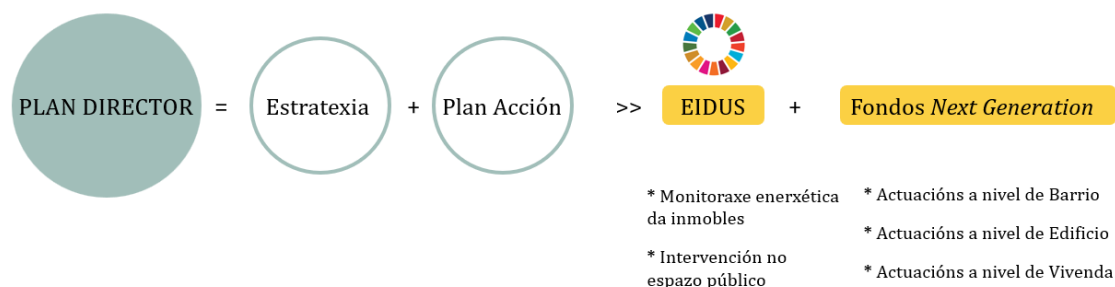 PLAN DIRECTOR = Estratexia + Plan Acción >> EIDUS + Fondos Next Generation
* Monitoraxe enerxética
da inmobles
* Intervención no
espazo público
* Actuacións a nivel de Barrio
* Actuacións a nivel de Edificio
* Actuacións a nivel de Vivenda